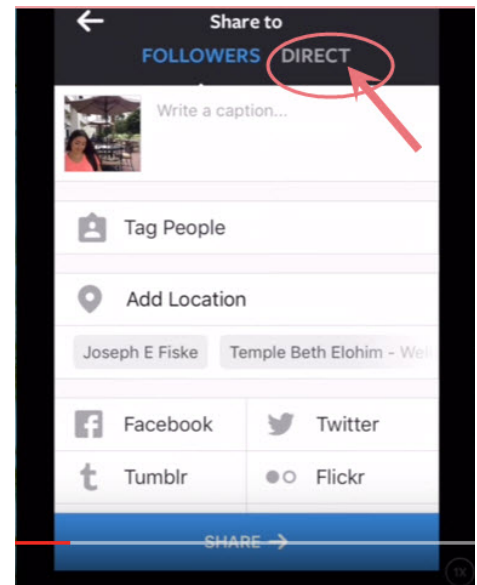 Share to
FOLLOWERS DIRECT
Write a caption...
Tag People
Add Location
Joseph E Fiske Temple Beth Elohim -
Facebook Twitter
Tumblr Flickr
SHARE →
1X